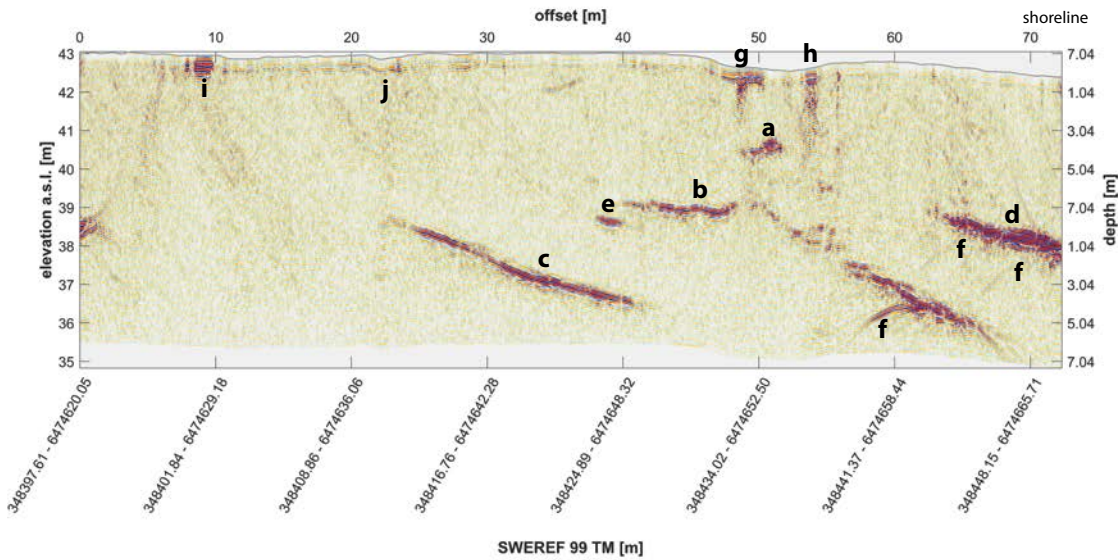 offset [m]
shoreline
0 10 20 30 40 50 60 70
43 7.04
g h
42 1.04
i j
41 3.04
a
40 5.04
b
39 7.04
e d
38 1.04
f f
c
37 3.04
36 5.04
f
35 7.04
elevation a.s.l. [m]
depth [m]
348397.61 - 6474620.05
348401.84 - 6474629.18
348408.86 - 6474636.06
348416.76 - 6474642.28
348424.89 - 6474648.32
348434.02 - 6474652.50
348441.37 - 6474658.44
348448.15 - 6474665.71
SWEREF 99 TM [m]